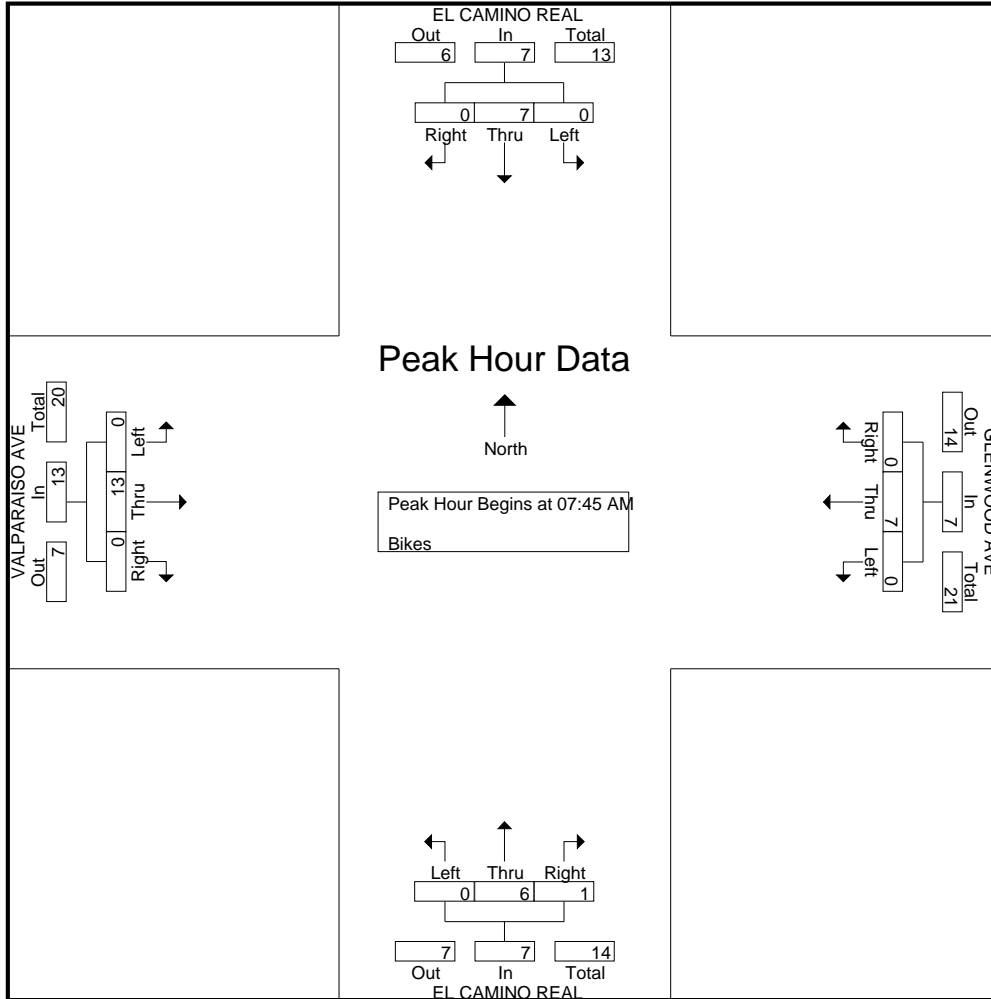 EL CAMINO REAL
Out In Total
6 7 13
0 7 0
Right Thru Left
Peak Hour Data
North
Peak Hour Begins at 07:45 AM
Bikes
VALPARAISO AVE
Out In Total
7 13 20
0 13 0
Left Thru Right
GLENWOOD AVE
Out In Total
14 7 21
0 7 0
Right Thru Left
Left Thru Right
0 6 1
7 7 14
Out In Total
EL CAMINO REAL